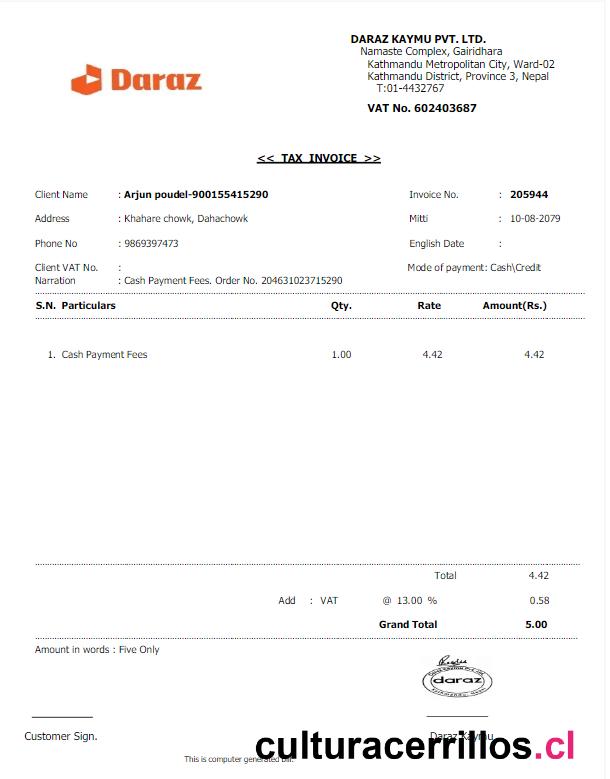 Daraz
DARAZ KAYMU PVT. LTD.
Namaste Complex, Gairidhara
Kathmandu Metropolitan City, Ward-02
Kathmandu District, Province 3, Nepal
T:01-4432767
VAT No. 602403687
<< TAX INVOICE >>
Client Name : Arjun poudel-900155415290 Invoice No. : 205944
Address : Khahare chowk, Dahachowk Mitti : 10-08-2079
Phone No : 9869397473 English Date :
Client VAT No. : Mode of payment: Cash\Credit
Narration : Cash Payment Fees. Order No. 204631023715290
S.N. Particulars Qty. Rate Amount(Rs.)
1. Cash Payment Fees 1.00 4.42 4.42
Total 4.42
Add : VAT @ 13.00 % 0.58
Grand Total 5.00
Amount in words : Five Only
daraz
Customer Sign. Daraz Kaymu
culturacerrillos.cl
This is computer generated bill.